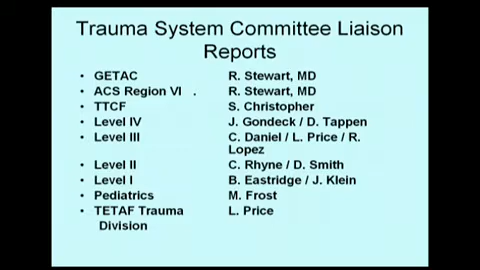 Trauma System Committee Liaison
Reports
• GETAC R. Stewart, MD
• ACS Region VI . R. Stewart, MD
• TTCF S. Christopher
• Level IV J. Gondeck / D. Tappen
• Level III C. Daniel / L. Price / R.
Lopez
• Level II C. Rhyne / D. Smith
• Level I B. Eastridge / J. Klein
• Pediatrics M. Frost
• TETAF Trauma L. Price
Division